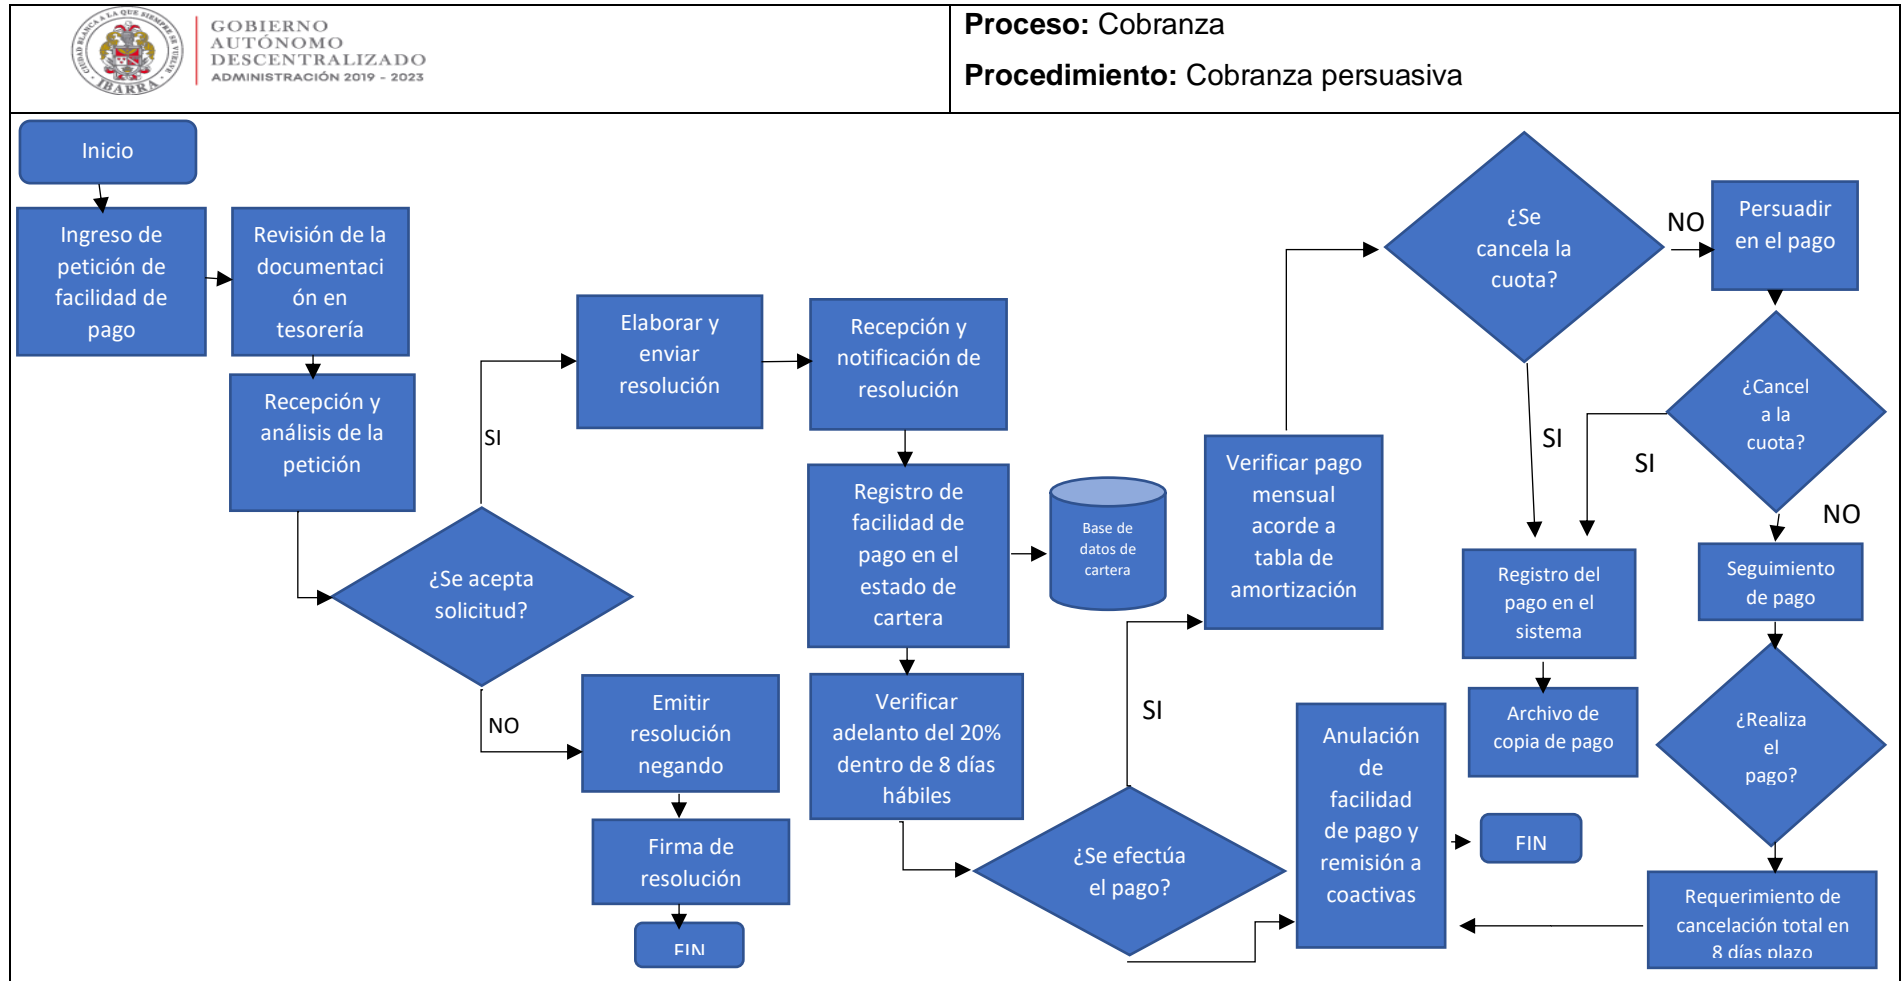 CIUDAD BLANCA A LA QUE SIEMPRE SE VUELVE
IBARRA
GOBIERNO
AUTÓNOMO
DESCENTRALIZADO
ADMINISTRACIÓN 2019 - 2023
Proceso: Cobranza
Procedimiento: Cobranza persuasiva
Inicio
Ingreso de
petición de
facilidad de
pago
Revisión de la
documentaci
ón en
tesorería
Recepción y
análisis de la
petición
¿Se acepta
solicitud?
SI
NO
Elaborar y
enviar
resolución
Recepción y
notificación de
resolución
Registro de
facilidad de
pago en el
estado de
cartera
Base de
datos de
cartera
Emitir
resolución
negando
Firma de
resolución
FIN
Verificar
adelanto del 20%
dentro de 8 días
hábiles
¿Se efectúa
el pago?
SI
Verificar pago
mensual
acorde a
tabla de
amortización
Anulación
de
facilidad
de pago y
remisión a
coactivas
FIN
¿Se
cancela la
cuota?
NO
SI
Persuadir
en el pago
¿Cancel
a la
cuota?
SI
NO
Registro del
pago en el
sistema
Archivo de
copia de pago
Seguimiento
de pago
¿Realiza
el
pago?
Requerimiento de
cancelación total en
8 días plazo